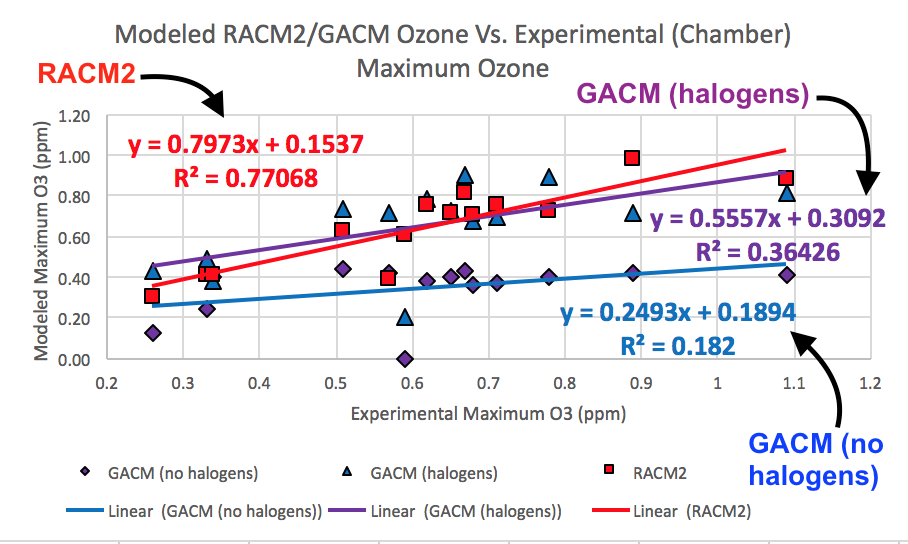 Modeled RACM2/GACM Ozone Vs. Experimental (Chamber)
Maximum Ozone
RACM2
GACM (halogens)
Modeled Maximum O3 (ppm)
1.20
1.00
0.80
0.60
0.40
0.20
0.00
y = 0.7973x + 0.1537
R² = 0.77068
y = 0.5557x + 0.3092
R² = 0.36426
y = 0.2493x + 0.1894
R² = 0.182
0.2 0.3 0.4 0.5 0.6 0.7 0.8 0.9 1 1.1 1.2
Experimental Maximum O3 (ppm)
GACM (no
halogens)
GACM (no halogens) GACM (halogens) RACM2
Linear (GACM (no halogens)) Linear (GACM (halogens)) Linear (RACM2)